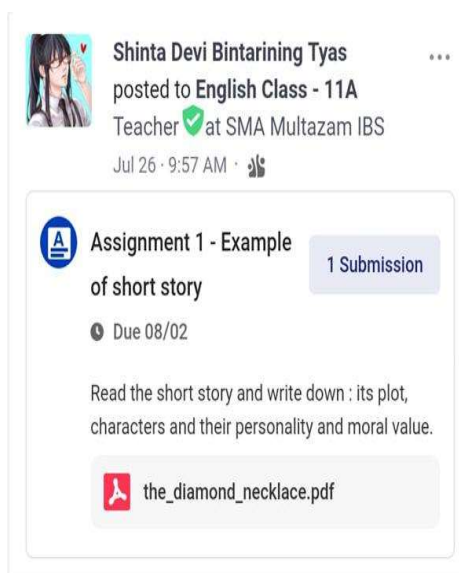 Shinta Devi Bintarining Tyas
posted to English Class - 11A
Teacher at SMA Multazam IBS
Jul 26 · 9:57 AM ·
Assignment 1 - Example
of short story
1 Submission
Due 08/02
Read the short story and write down : its plot,
characters and their personality and moral value.
the_diamond_necklace.pdf